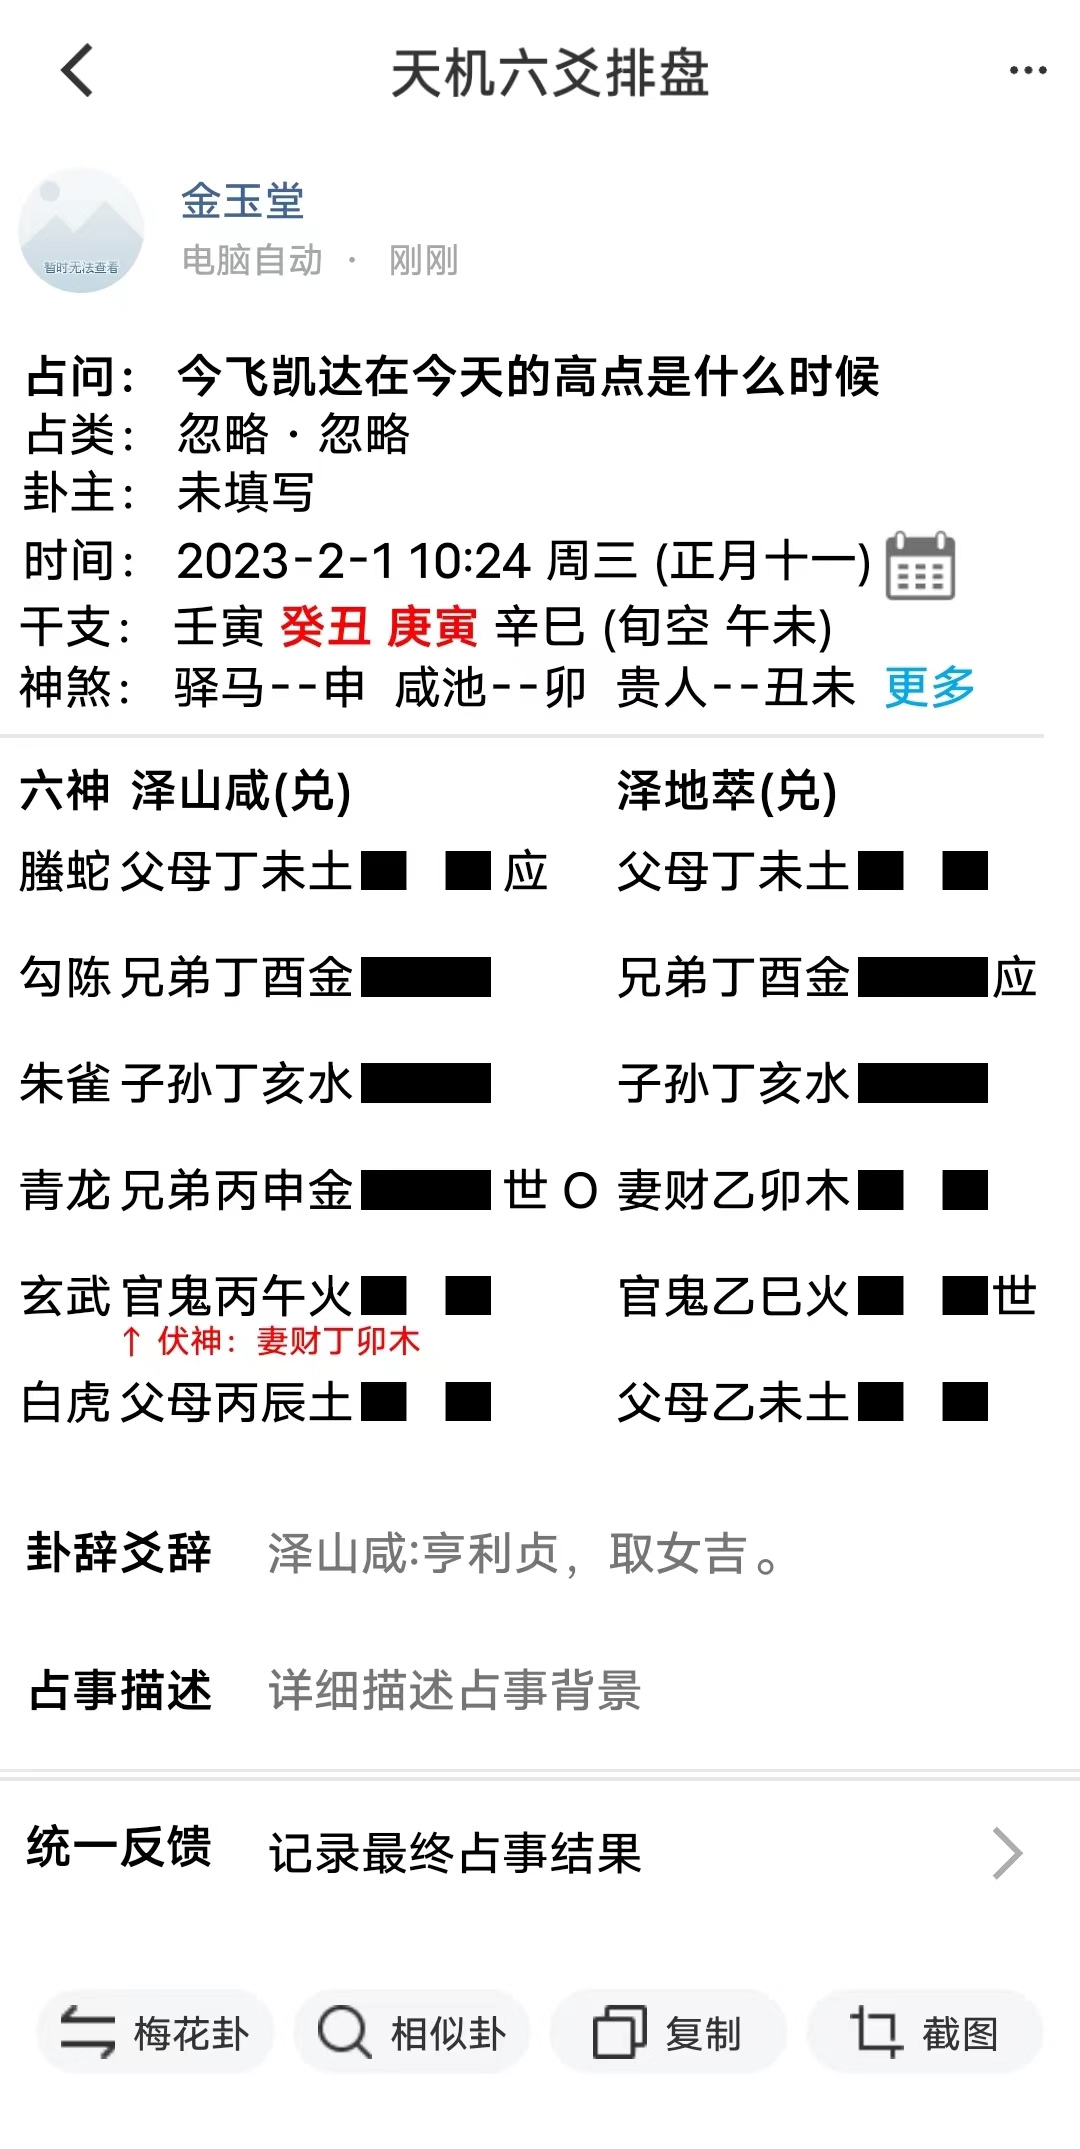 天机六爻排盘
金玉堂
暂时无法查看
电脑自动 · 刚刚
占问： 今飞凯达在今天的高点是什么时候
占类： 忽略 · 忽略
卦主： 未填写
时间： 2023-2-1 10:24 周三 (正月十一)
干支： 壬寅 癸丑 庚寅 辛巳 (旬空 午未)
神煞： 驿马--申 咸池--卯 贵人--丑未 更多
六神 泽山咸(兑) 泽地萃(兑)
螣蛇 父母丁未土 应 父母丁未土
勾陈 兄弟丁酉金 兄弟丁酉金 应
朱雀 子孙丁亥水 子孙丁亥水
青龙 兄弟丙申金 世 O 妻财乙卯木
玄武 官鬼丙午火 官鬼乙巳火 世
↑ 伏神：妻财丁卯木
白虎 父母丙辰土 父母乙未土
卦辞爻辞 泽山咸:亨利贞，取女吉。
占事描述 详细描述占事背景
统一反馈 记录最终占事结果
梅花卦 相似卦 复制 截图